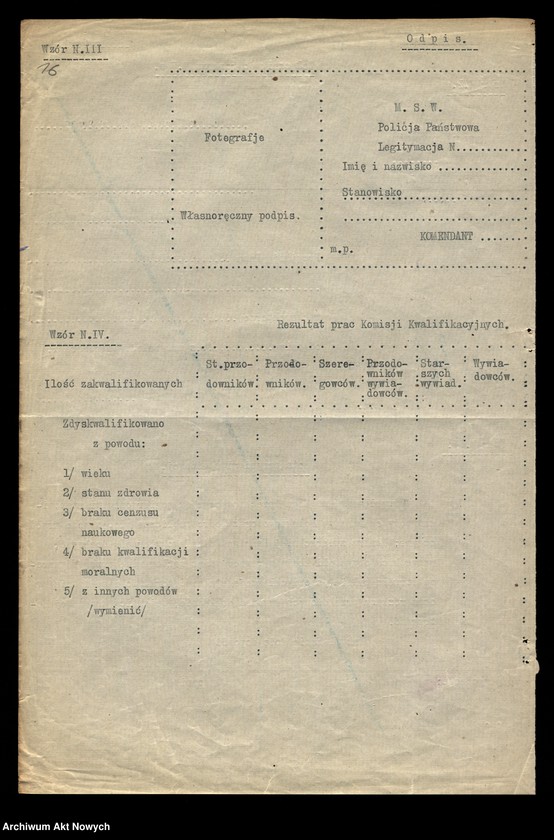 O d p i s.
Wzór N.III
16
M. S. W.
Policja Państwowa
Fotegrafje
Legitymacja N..........
Imię i nazwisko ............
Stanowisko
Własnoręczny podpis.
KOMENDANT ......
m.p.
Rezultat prac Komisji Kwalifikacyjnych.
Wzór N.IV.
Ilość zakwalifikowanych
St.przo-
downików.
Przodo-
wników.
Szere-
gowców.
Przodo-
wników
wywia-
dowców.
Star-
szych
wywiad.
Wywia-
dowców.
Zdyskwalifikowano
z powodu:
1/ wieku
2/ stanu zdrowia
3/ braku cenzusu
naukowego
4/ braku kwalifikacji
moralnych
5/ z innych powodów
/wymienić/
Archiwum Akt Nowych